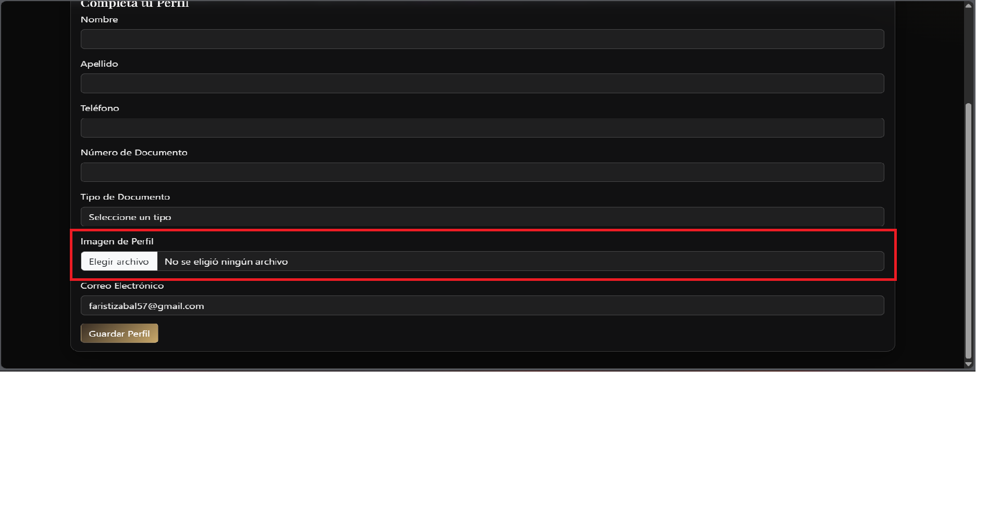 Completa tu Perfil
Nombre
Apellido
Teléfono
Número de Documento
Tipo de Documento
Seleccione un tipo
Imagen de Perfil
Elegir archivo No se eligió ningún archivo
Correo Electrónico
faristizabal57@gmail.com
Guardar Perfil